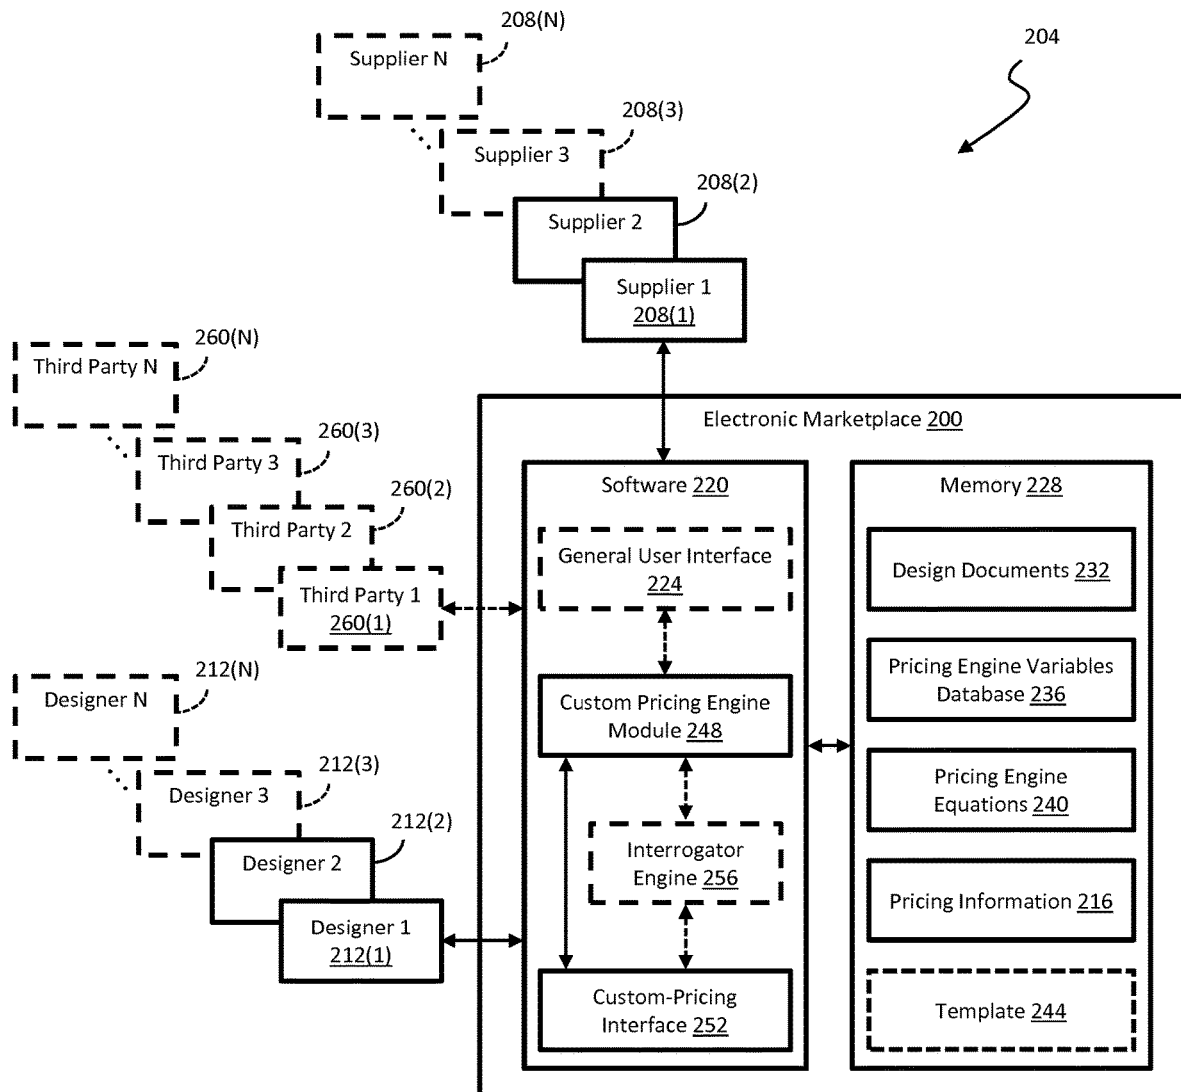 208(N)
Supplier N
204
208(3)
Supplier 3
208(2)
Supplier 2
Supplier 1
208(1)
260(N)
Third Party N
260(3)
Third Party 3
260(2)
Third Party 2
Third Party 1
260(1)
212(N)
Designer N
212(3)
Designer 3
212(2)
Designer 2
Designer 1
212(1)
Electronic Marketplace 200
Software 220
General User Interface
224
Custom Pricing Engine
Module 248
Interrogator
Engine 256
Custom-Pricing
Interface 252
Memory 228
Design Documents 232
Pricing Engine Variables
Database 236
Pricing Engine
Equations 240
Pricing Information 216
Template 244